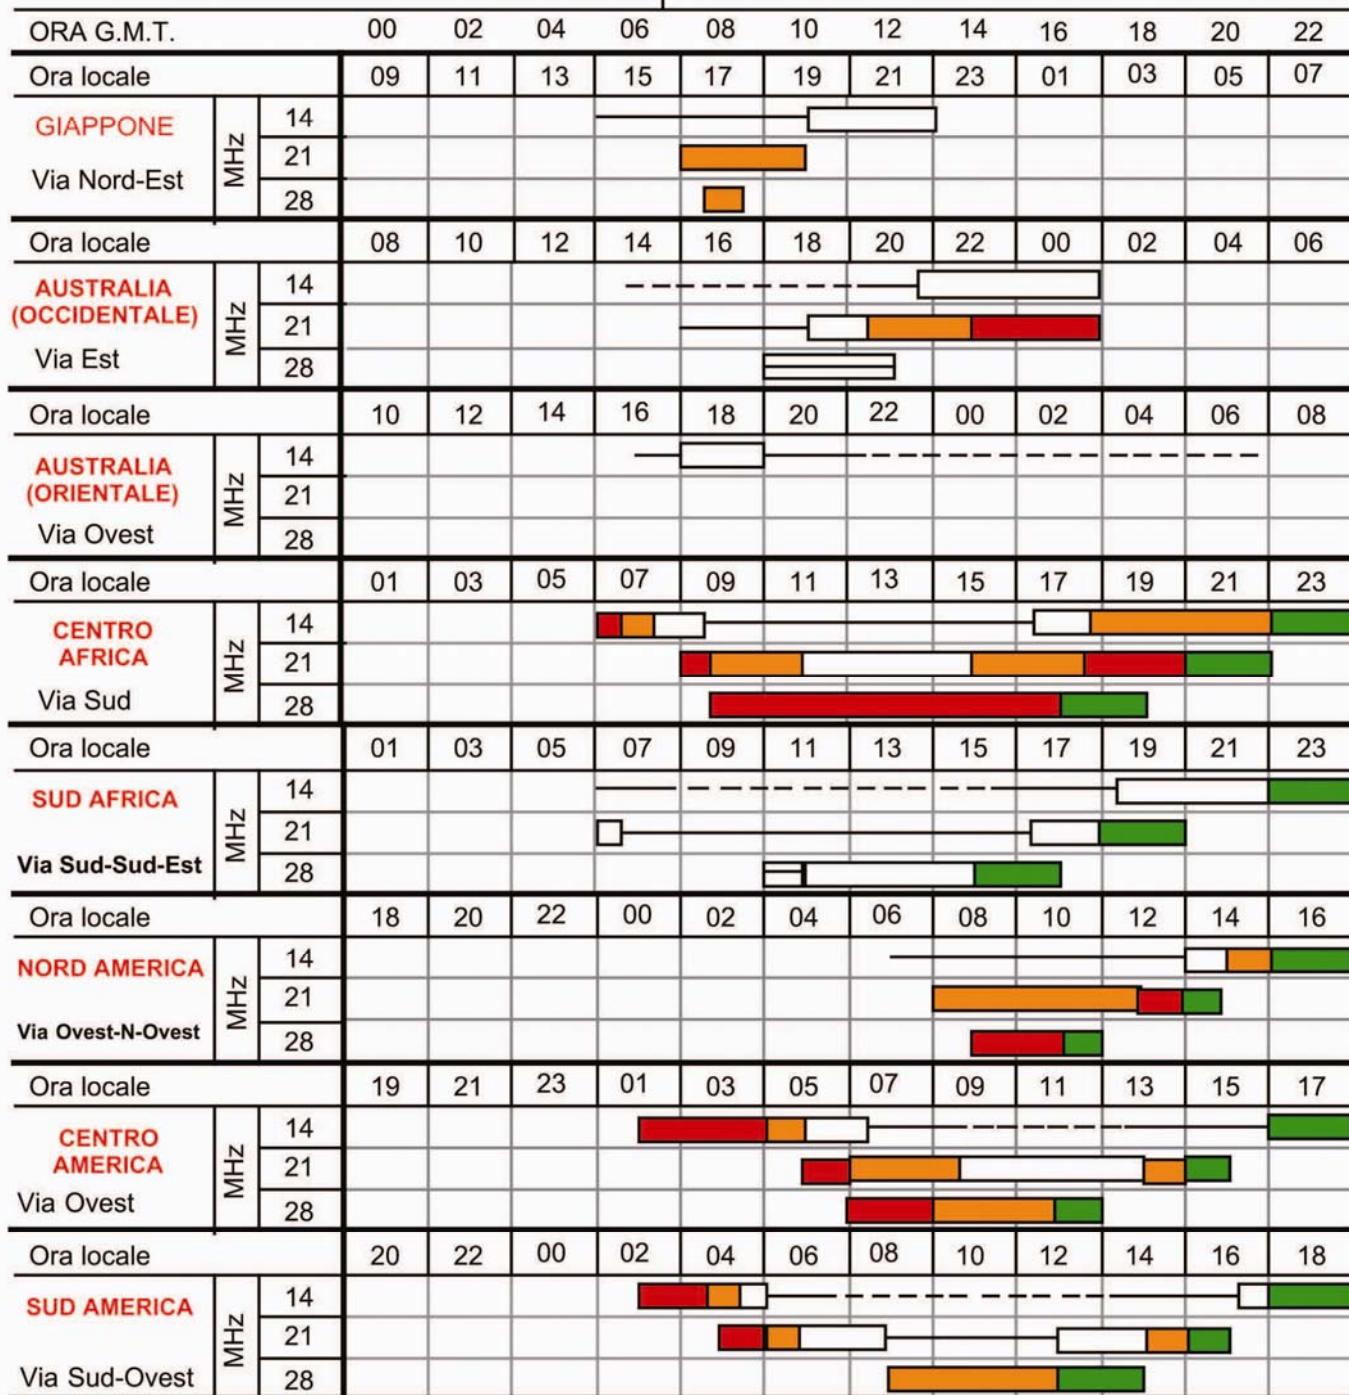 ORA G.M.T. 00 02 04 06 08 10 12 14 16 18 20 22
Ora locale 09 11 13 15 17 19 21 23 01 03 05 07
GIAPPONE
Via Nord-Est
MHz
14
21
28
Ora locale 08 10 12 14 16 18 20 22 00 02 04 06
AUSTRALIA
(OCCIDENTALE)
Via Est
MHz
14
21
28
Ora locale 10 12 14 16 18 20 22 00 02 04 06 08
AUSTRALIA
(ORIENTALE)
Via Ovest
MHz
14
21
28
Ora locale 01 03 05 07 09 11 13 15 17 19 21 23
CENTRO
AFRICA
Via Sud
MHz
14
21
28
Ora locale 01 03 05 07 09 11 13 15 17 19 21 23
SUD AFRICA
Via Sud-Sud-Est
MHz
14
21
28
Ora locale 18 20 22 00 02 04 06 08 10 12 14 16
NORD AMERICA
Via Ovest-N-Ovest
MHz
14
21
28
Ora locale 19 21 23 01 03 05 07 09 11 13 15 17
CENTRO
AMERICA
Via Ovest
MHz
14
21
28
Ora locale 20 22 00 02 04 06 08 10 12 14 16 18
SUD AMERICA
Via Sud-Ovest
MHz
14
21
28